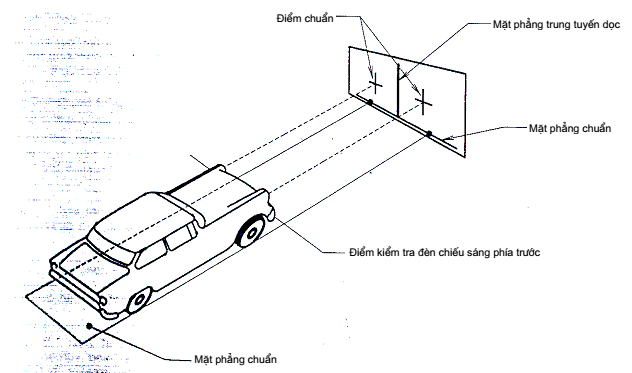 Điểm chuẩn
Mặt phẳng trung tuyến dọc
Mặt phẳng chuẩn
Điểm kiểm tra đèn chiếu sáng phía trước
Mặt phẳng chuẩn